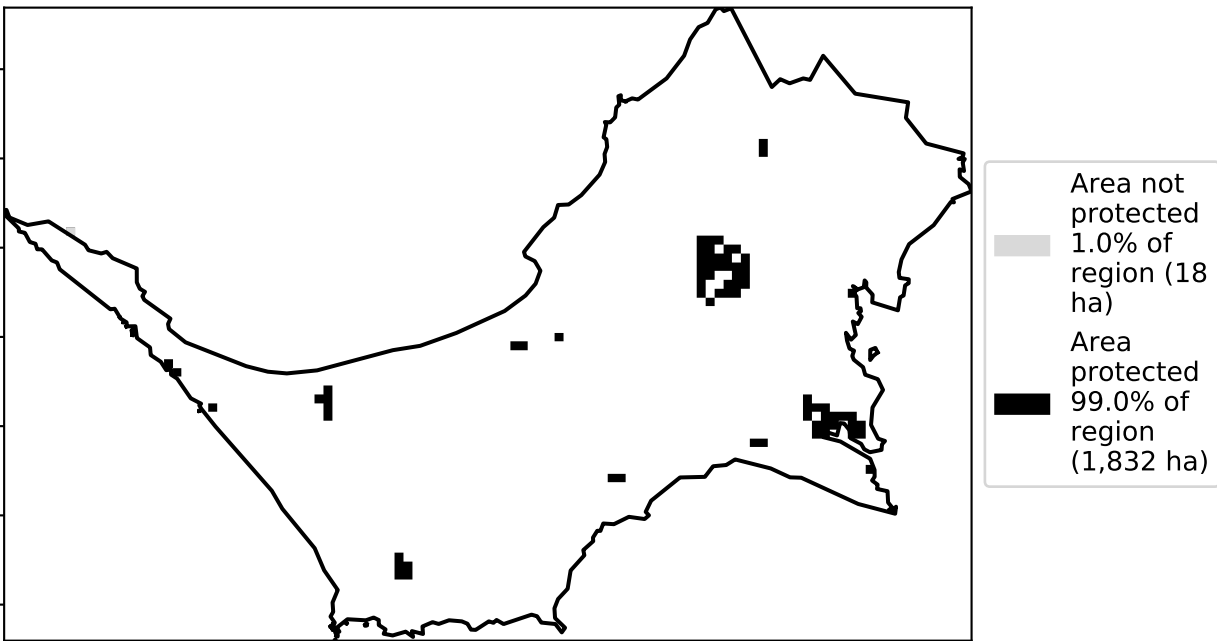 Area not
protected
1.0% of
region (18
ha)
Area
protected
99.0% of
region
(1,832 ha)